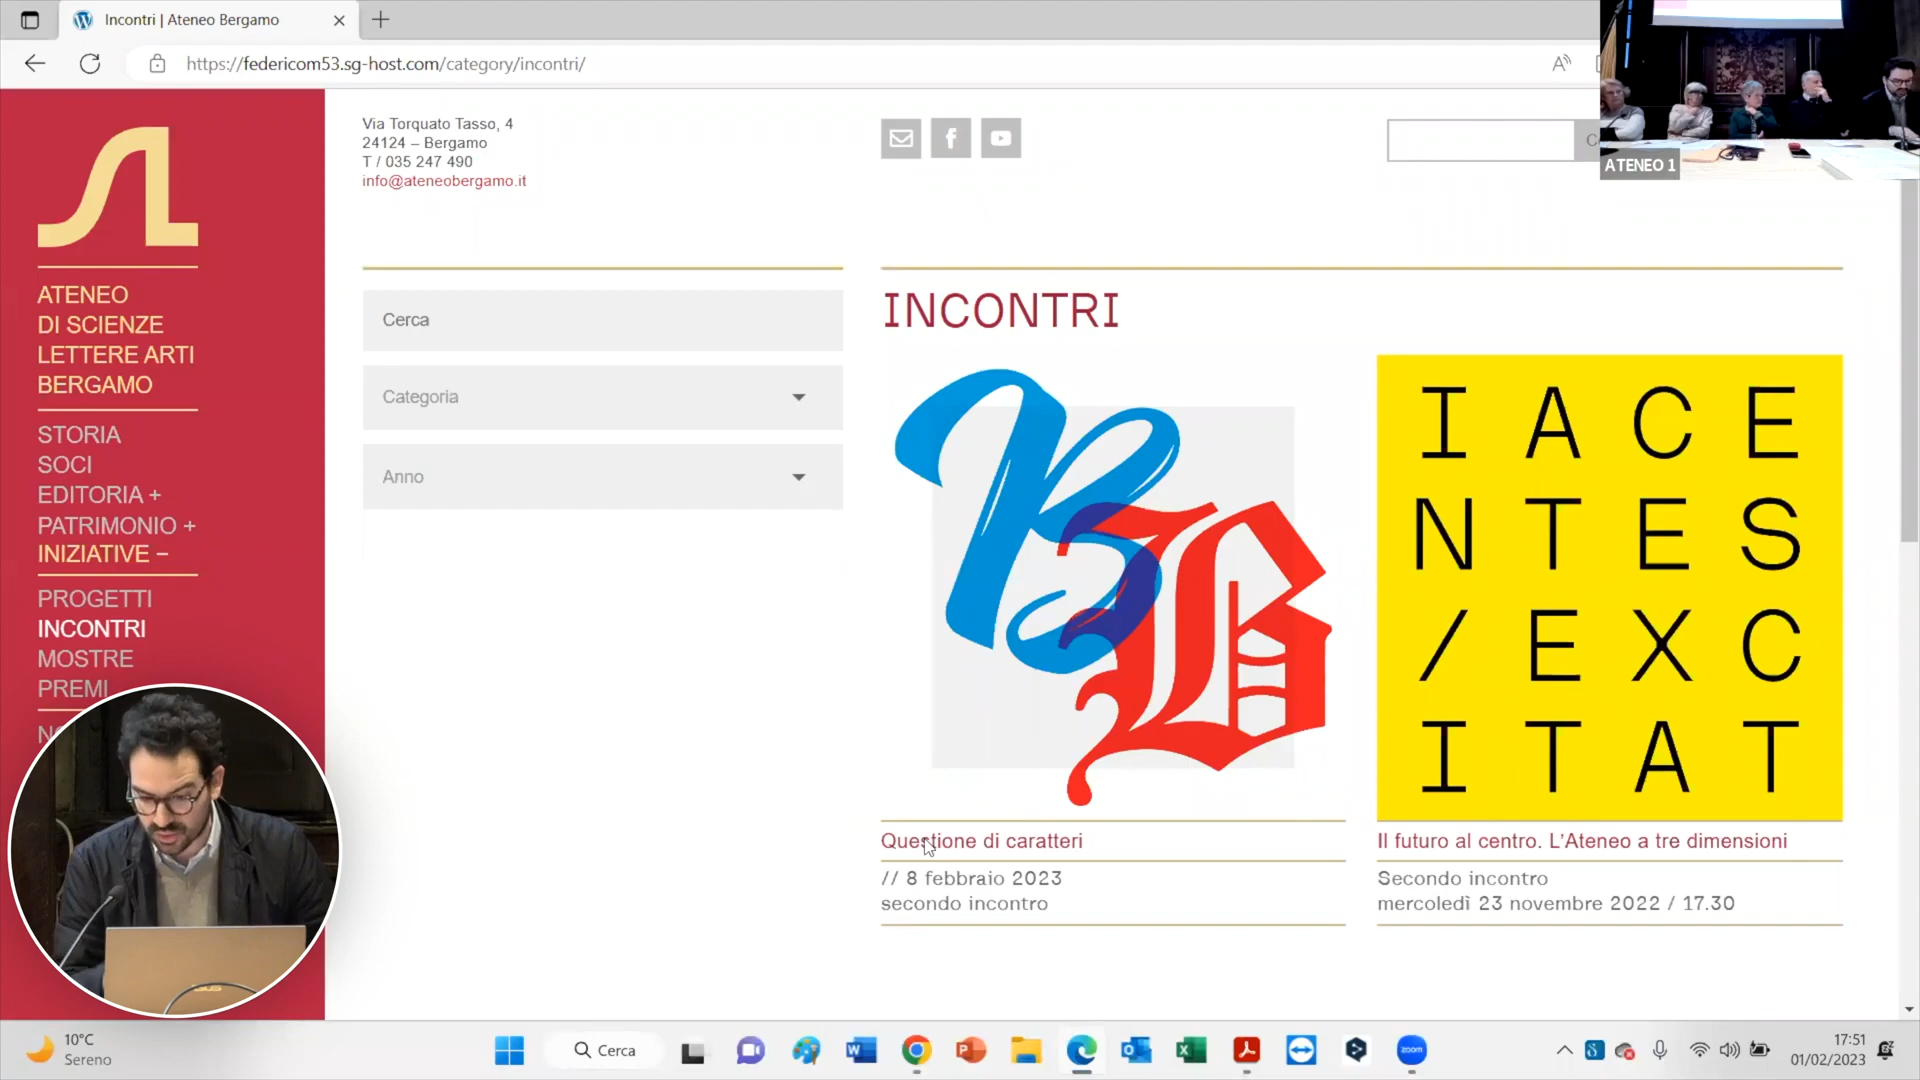 Incontri | Ateneo Bergamo
https://federicom53.sg-host.com/category/incontri/
ATENEO 1
Via Torquato Tasso, 4
24124 – Bergamo
T / 035 247 490
info@ateneobergamo.it
ATENEO
DI SCIENZE
LETTERE ARTI
BERGAMO
STORIA
SOCI
EDITORIA +
PATRIMONIO +
INIZIATIVE –
PROGETTI
INCONTRI
MOSTRE
PREMI
Cerca
Categoria
Anno
INCONTRI
B
B
Questione di caratteri
// 8 febbraio 2023
secondo incontro
I A C E
N T E S
/ E X C
I T A T
Il futuro al centro. L'Ateneo a tre dimensioni
Secondo incontro
mercoledì 23 novembre 2022 / 17.30
ASUS
10°C
Sereno
Cerca
zoom
17:51
01/02/2023